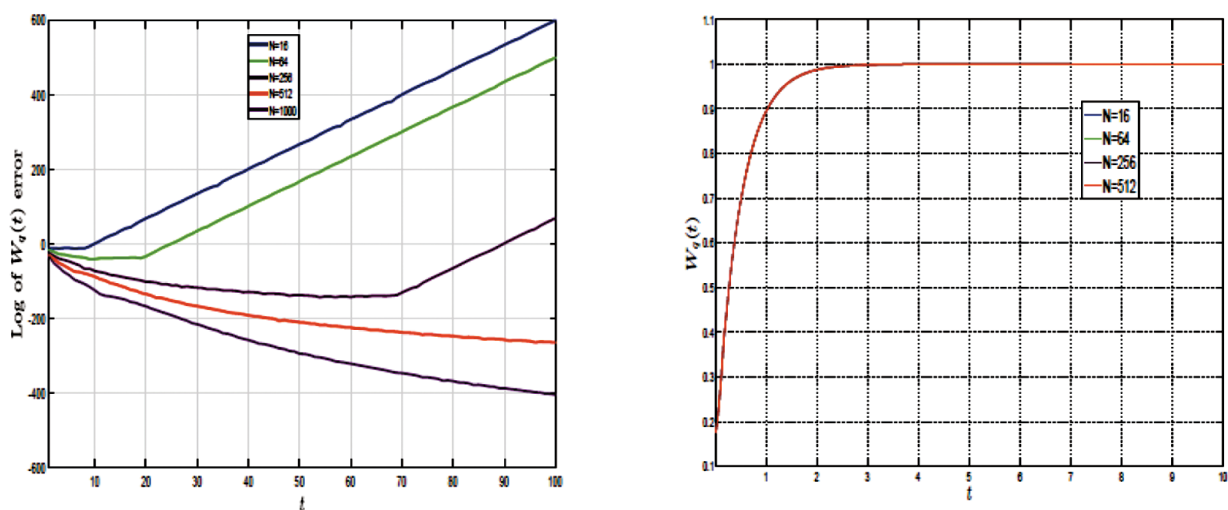 600
400
200
0
-200
-400
-600
Log of W_q(t) error
N=16
N=64
N=256
N=512
N=1000
10 20 30 40 50 60 70 80 90 100
t
1.1
1
0.9
0.8
0.7
0.6
0.5
0.4
0.3
0.2
0.1
W_q(t)
N=16
N=64
N=256
N=512
1 2 3 4 5 6 7 8 9 10
t